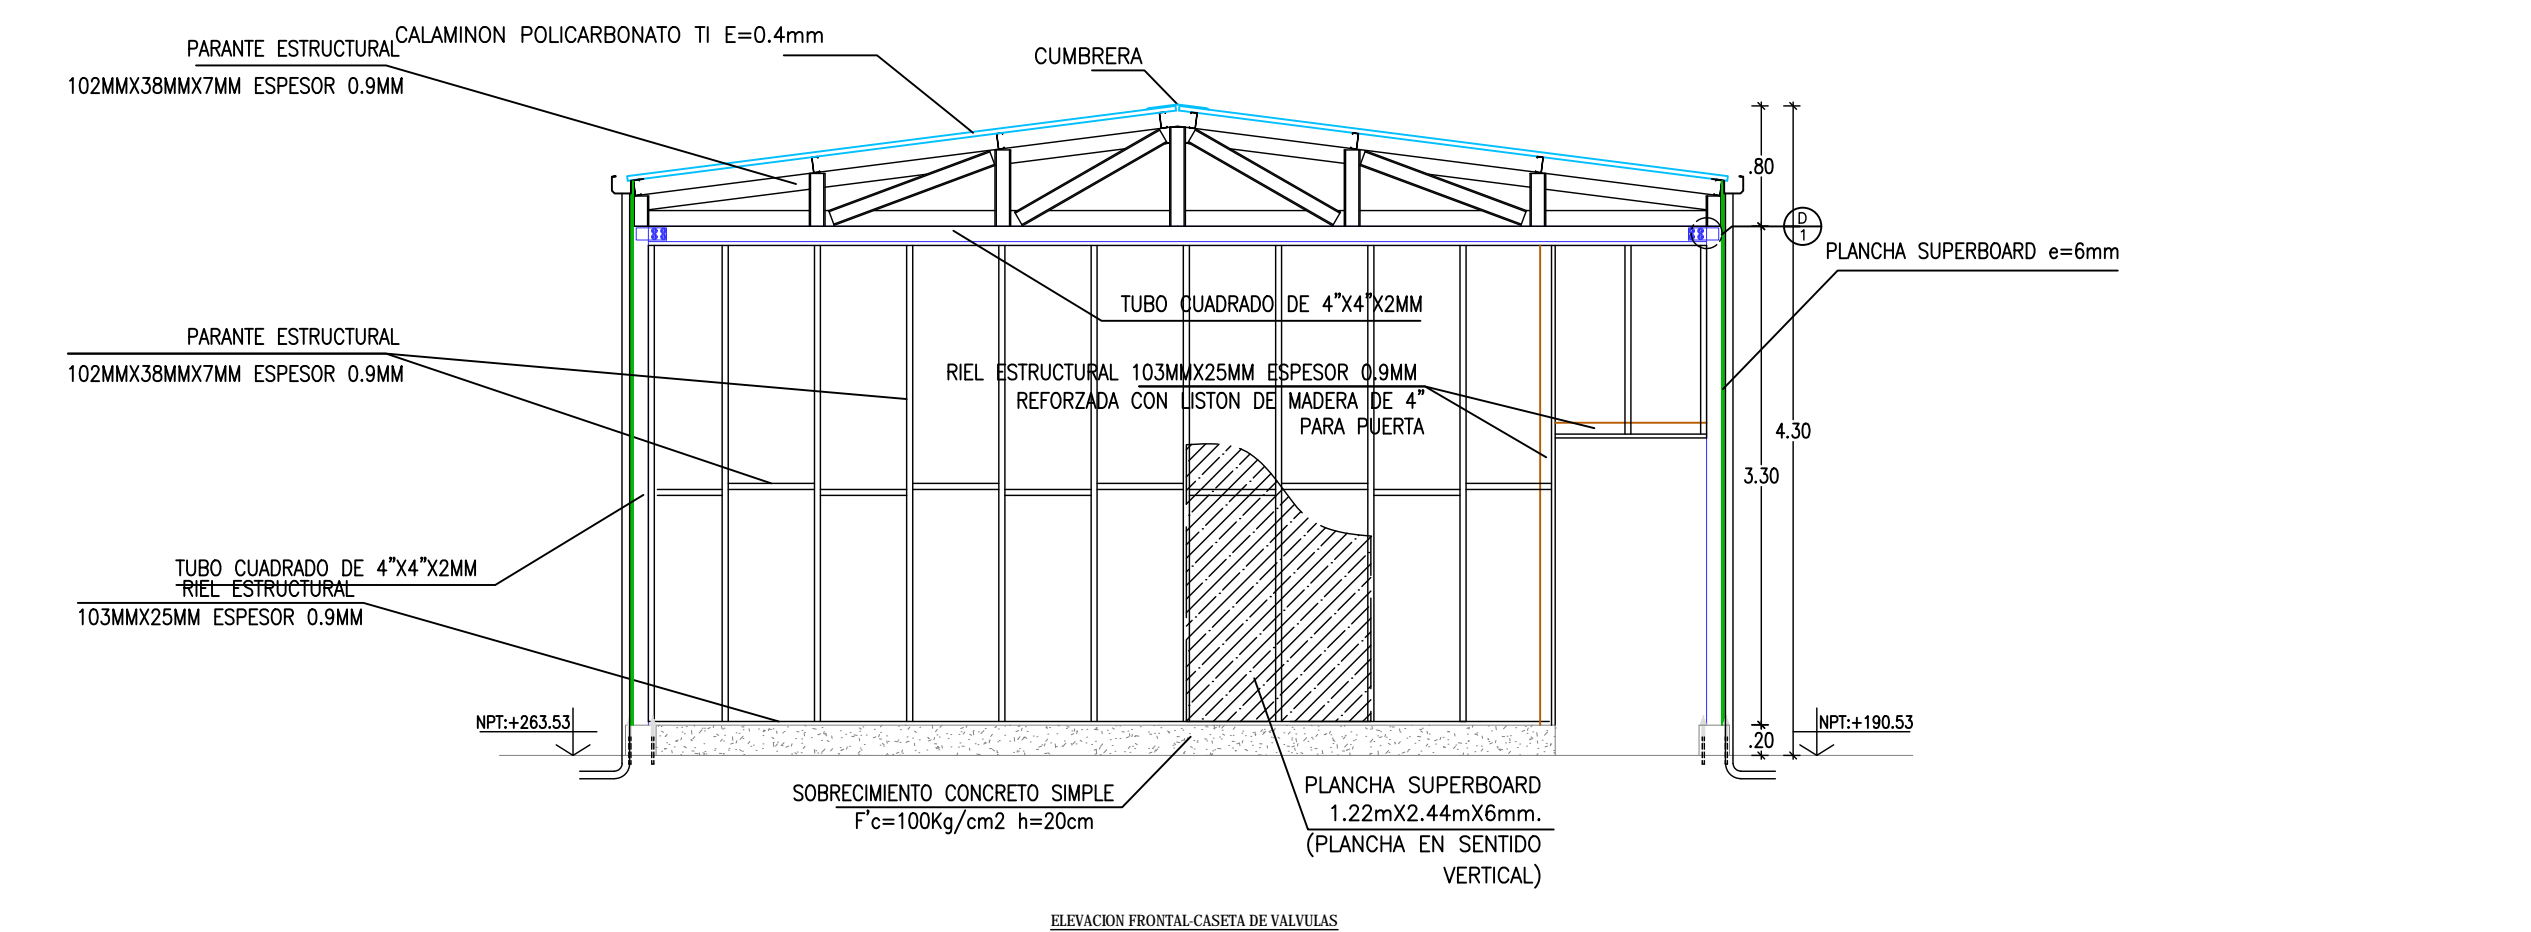 PARANTE ESTRUCTURAL
102MMX38MMX7MM ESPESOR 0.9MM
CALAMINON POLICARBONATO TI E=0.4mm
CUMBRERA
.80
D
1
PLANCHA SUPERBOARD e=6mm
TUBO CUADRADO DE 4"X4"X2MM
PARANTE ESTRUCTURAL
102MMX38MMX7MM ESPESOR 0.9MM
RIEL ESTRUCTURAL 103MMX25MM ESPESOR 0.9MM
REFORZADA CON LISTON DE MADERA DE 4"
PARA PUERTA
4.30
3.30
TUBO CUADRADO DE 4"X4"X2MM
RIEL ESTRUCTURAL
103MMX25MM ESPESOR 0.9MM
NPT:+263.53
NPT:+190.53
.20
SOBRECIMIENTO CONCRETO SIMPLE
F'c=100Kg/cm2 h=20cm
PLANCHA SUPERBOARD
1.22mX2.44mX6mm.
(PLANCHA EN SENTIDO
VERTICAL)
ELEVACION FRONTAL-CASETA DE VALVULAS